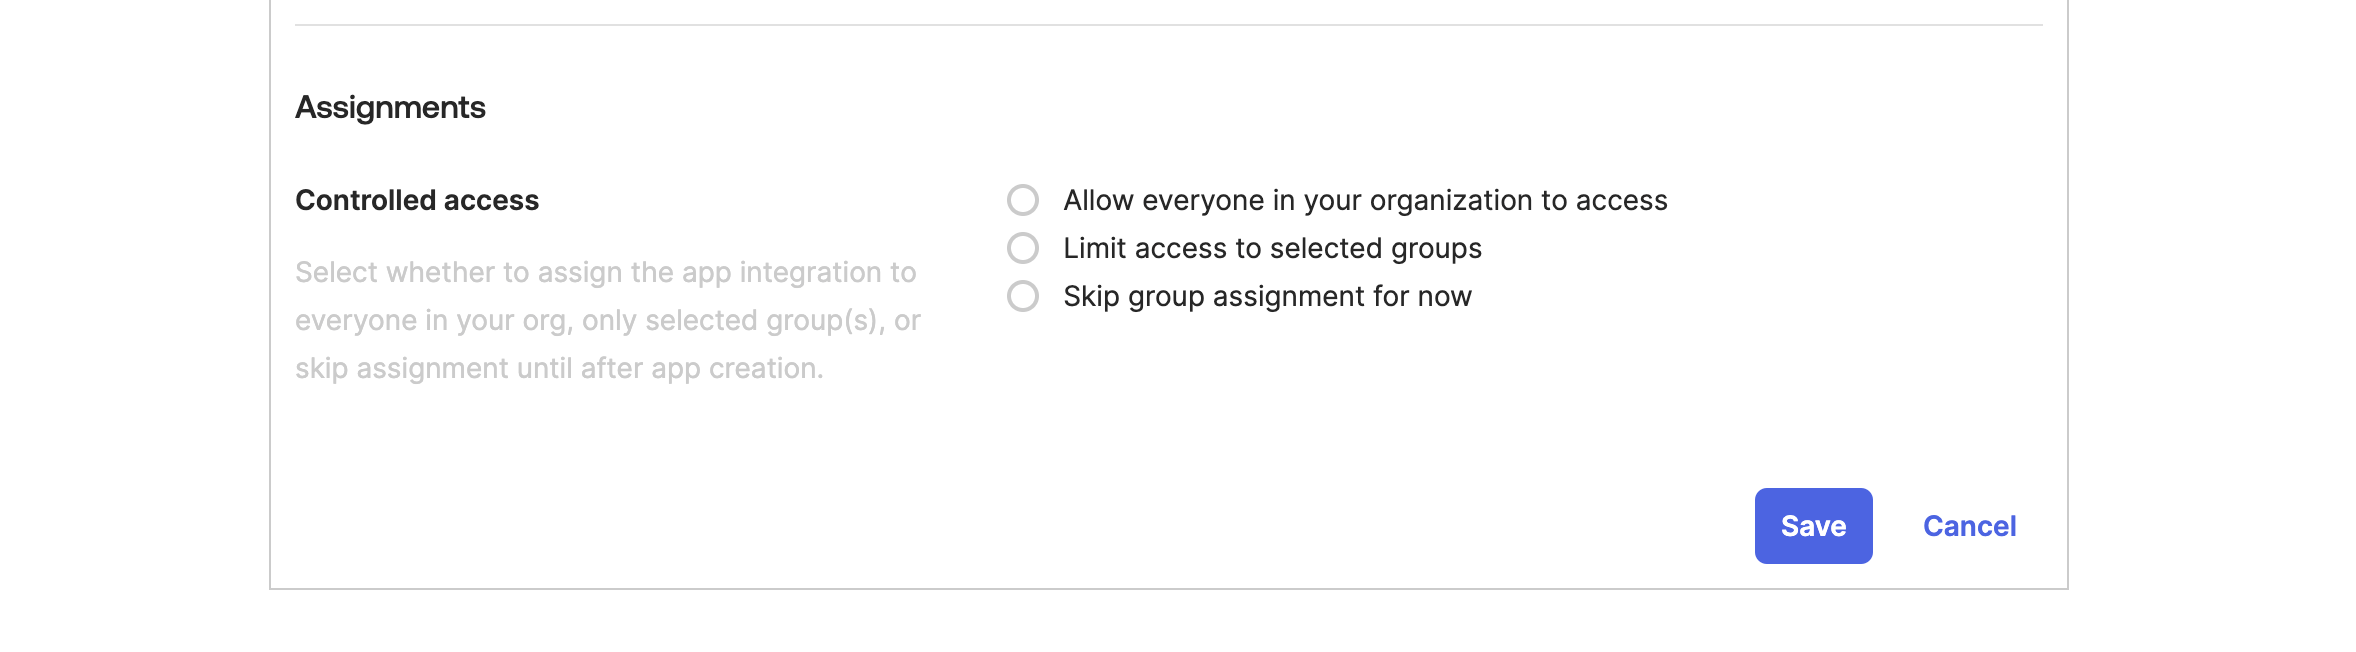 Assignments
Controlled access
Select whether to assign the app integration to
everyone in your org, only selected group(s), or
skip assignment until after app creation.
Allow everyone in your organization to access
Limit access to selected groups
Skip group assignment for now
Save
Cancel